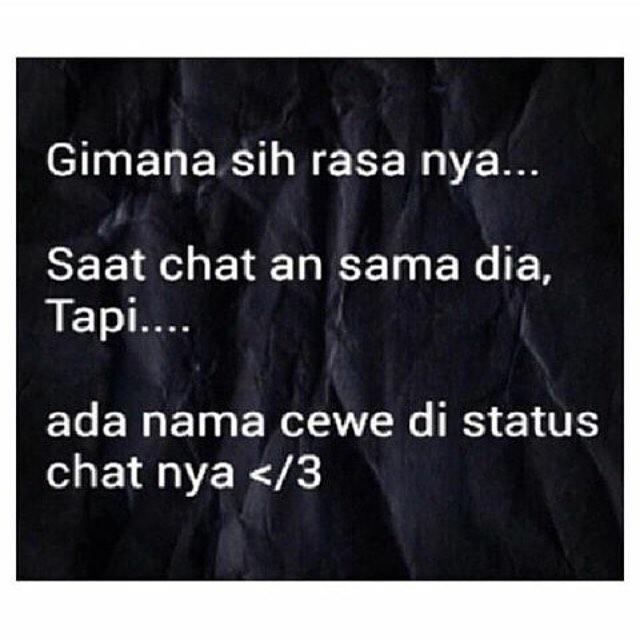 Gimana sih rasa nya...
Saat chat an sama dia,
Tapi....
ada nama cewe di status
chat nya </3